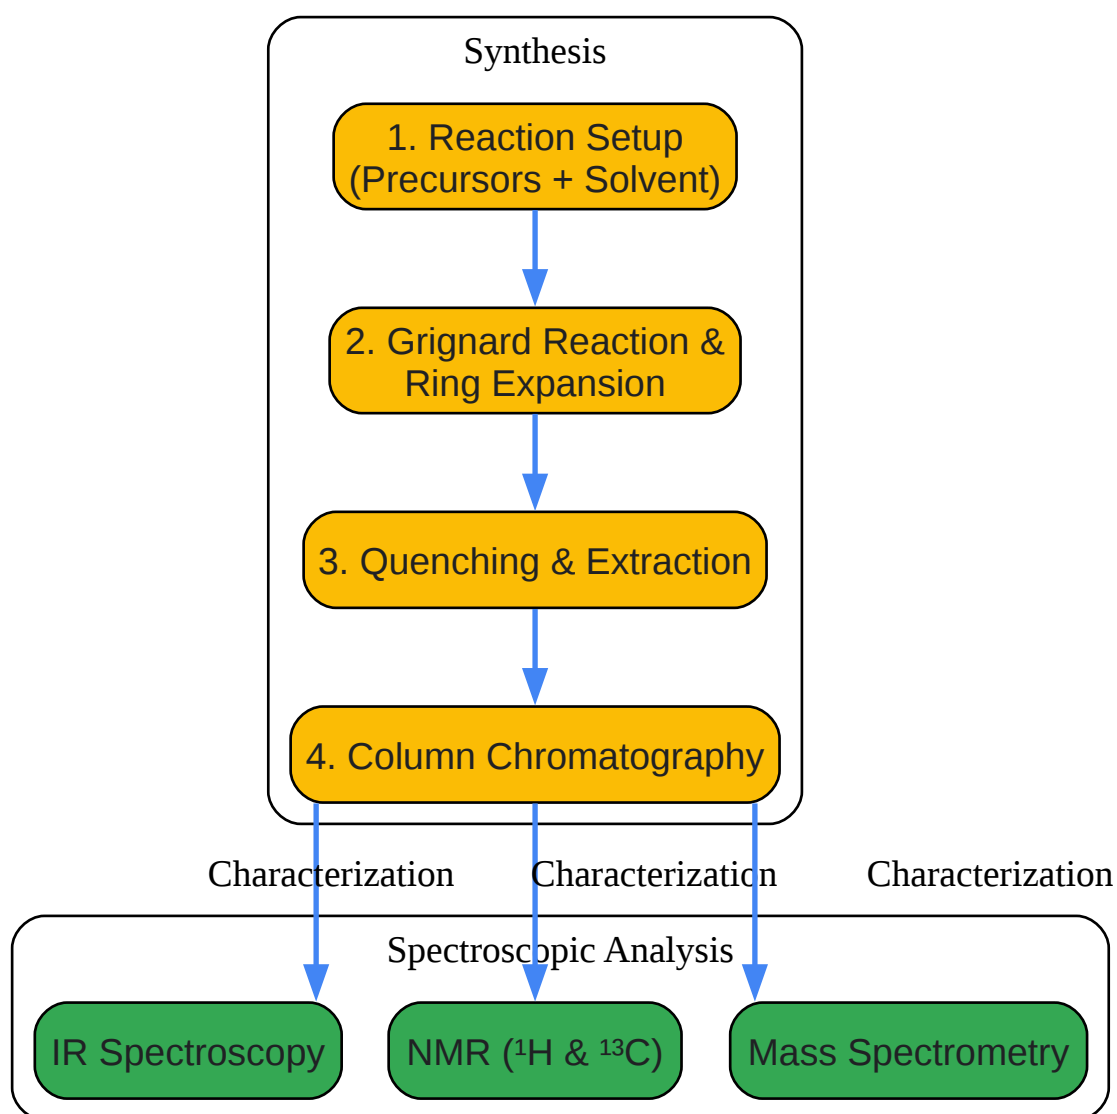 Synthesis
1. Reaction Setup
(Precursors + Solvent)
2. Grignard Reaction &
Ring Expansion
3. Quenching & Extraction
4. Column Chromatography
Characterization
Characterization
Characterization
Spectroscopic Analysis
IR Spectroscopy
NMR (¹H & ¹³C)
Mass Spectrometry